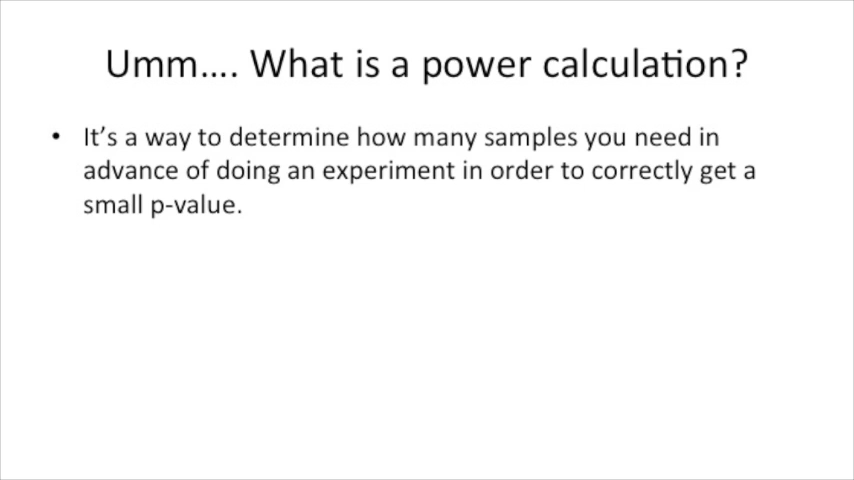 Umm.... What is a power calculation?
• It's a way to determine how many samples you need in
advance of doing an experiment in order to correctly get a
small p-value.